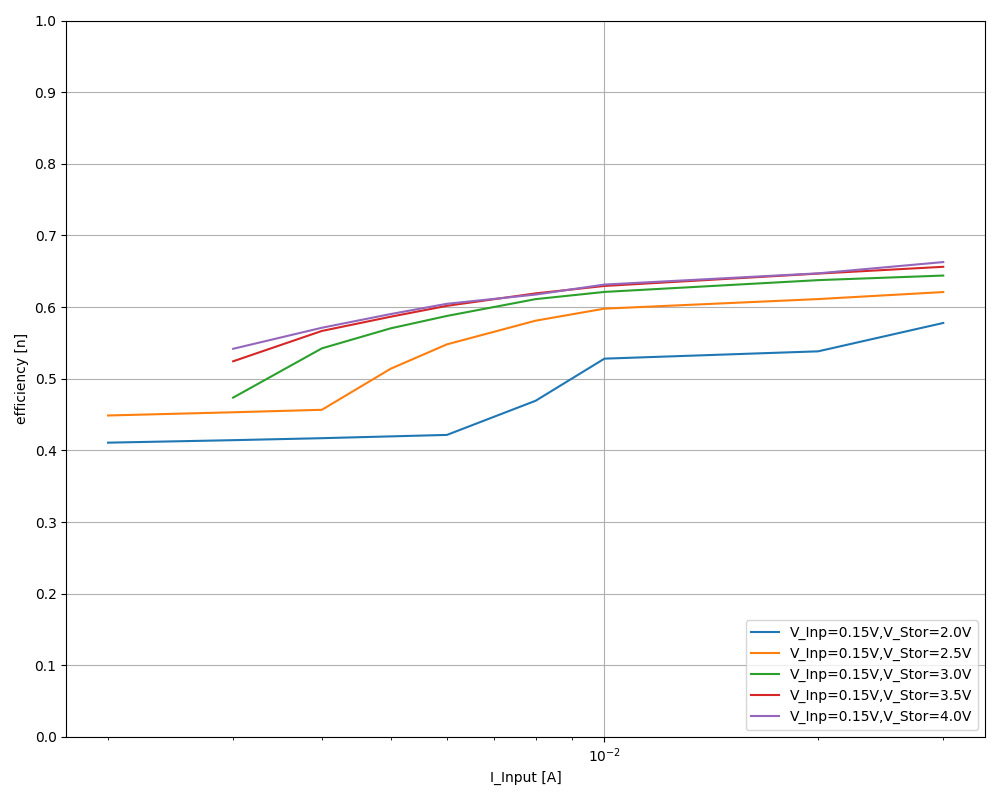 1.0
0.9
0.8
0.7
0.6
0.5
0.4
0.3
0.2
0.1
0.0
efficiency [n]
10⁻²
I_Input [A]
V_Inp=0.15V,V_Stor=2.0V
V_Inp=0.15V,V_Stor=2.5V
V_Inp=0.15V,V_Stor=3.0V
V_Inp=0.15V,V_Stor=3.5V
V_Inp=0.15V,V_Stor=4.0V